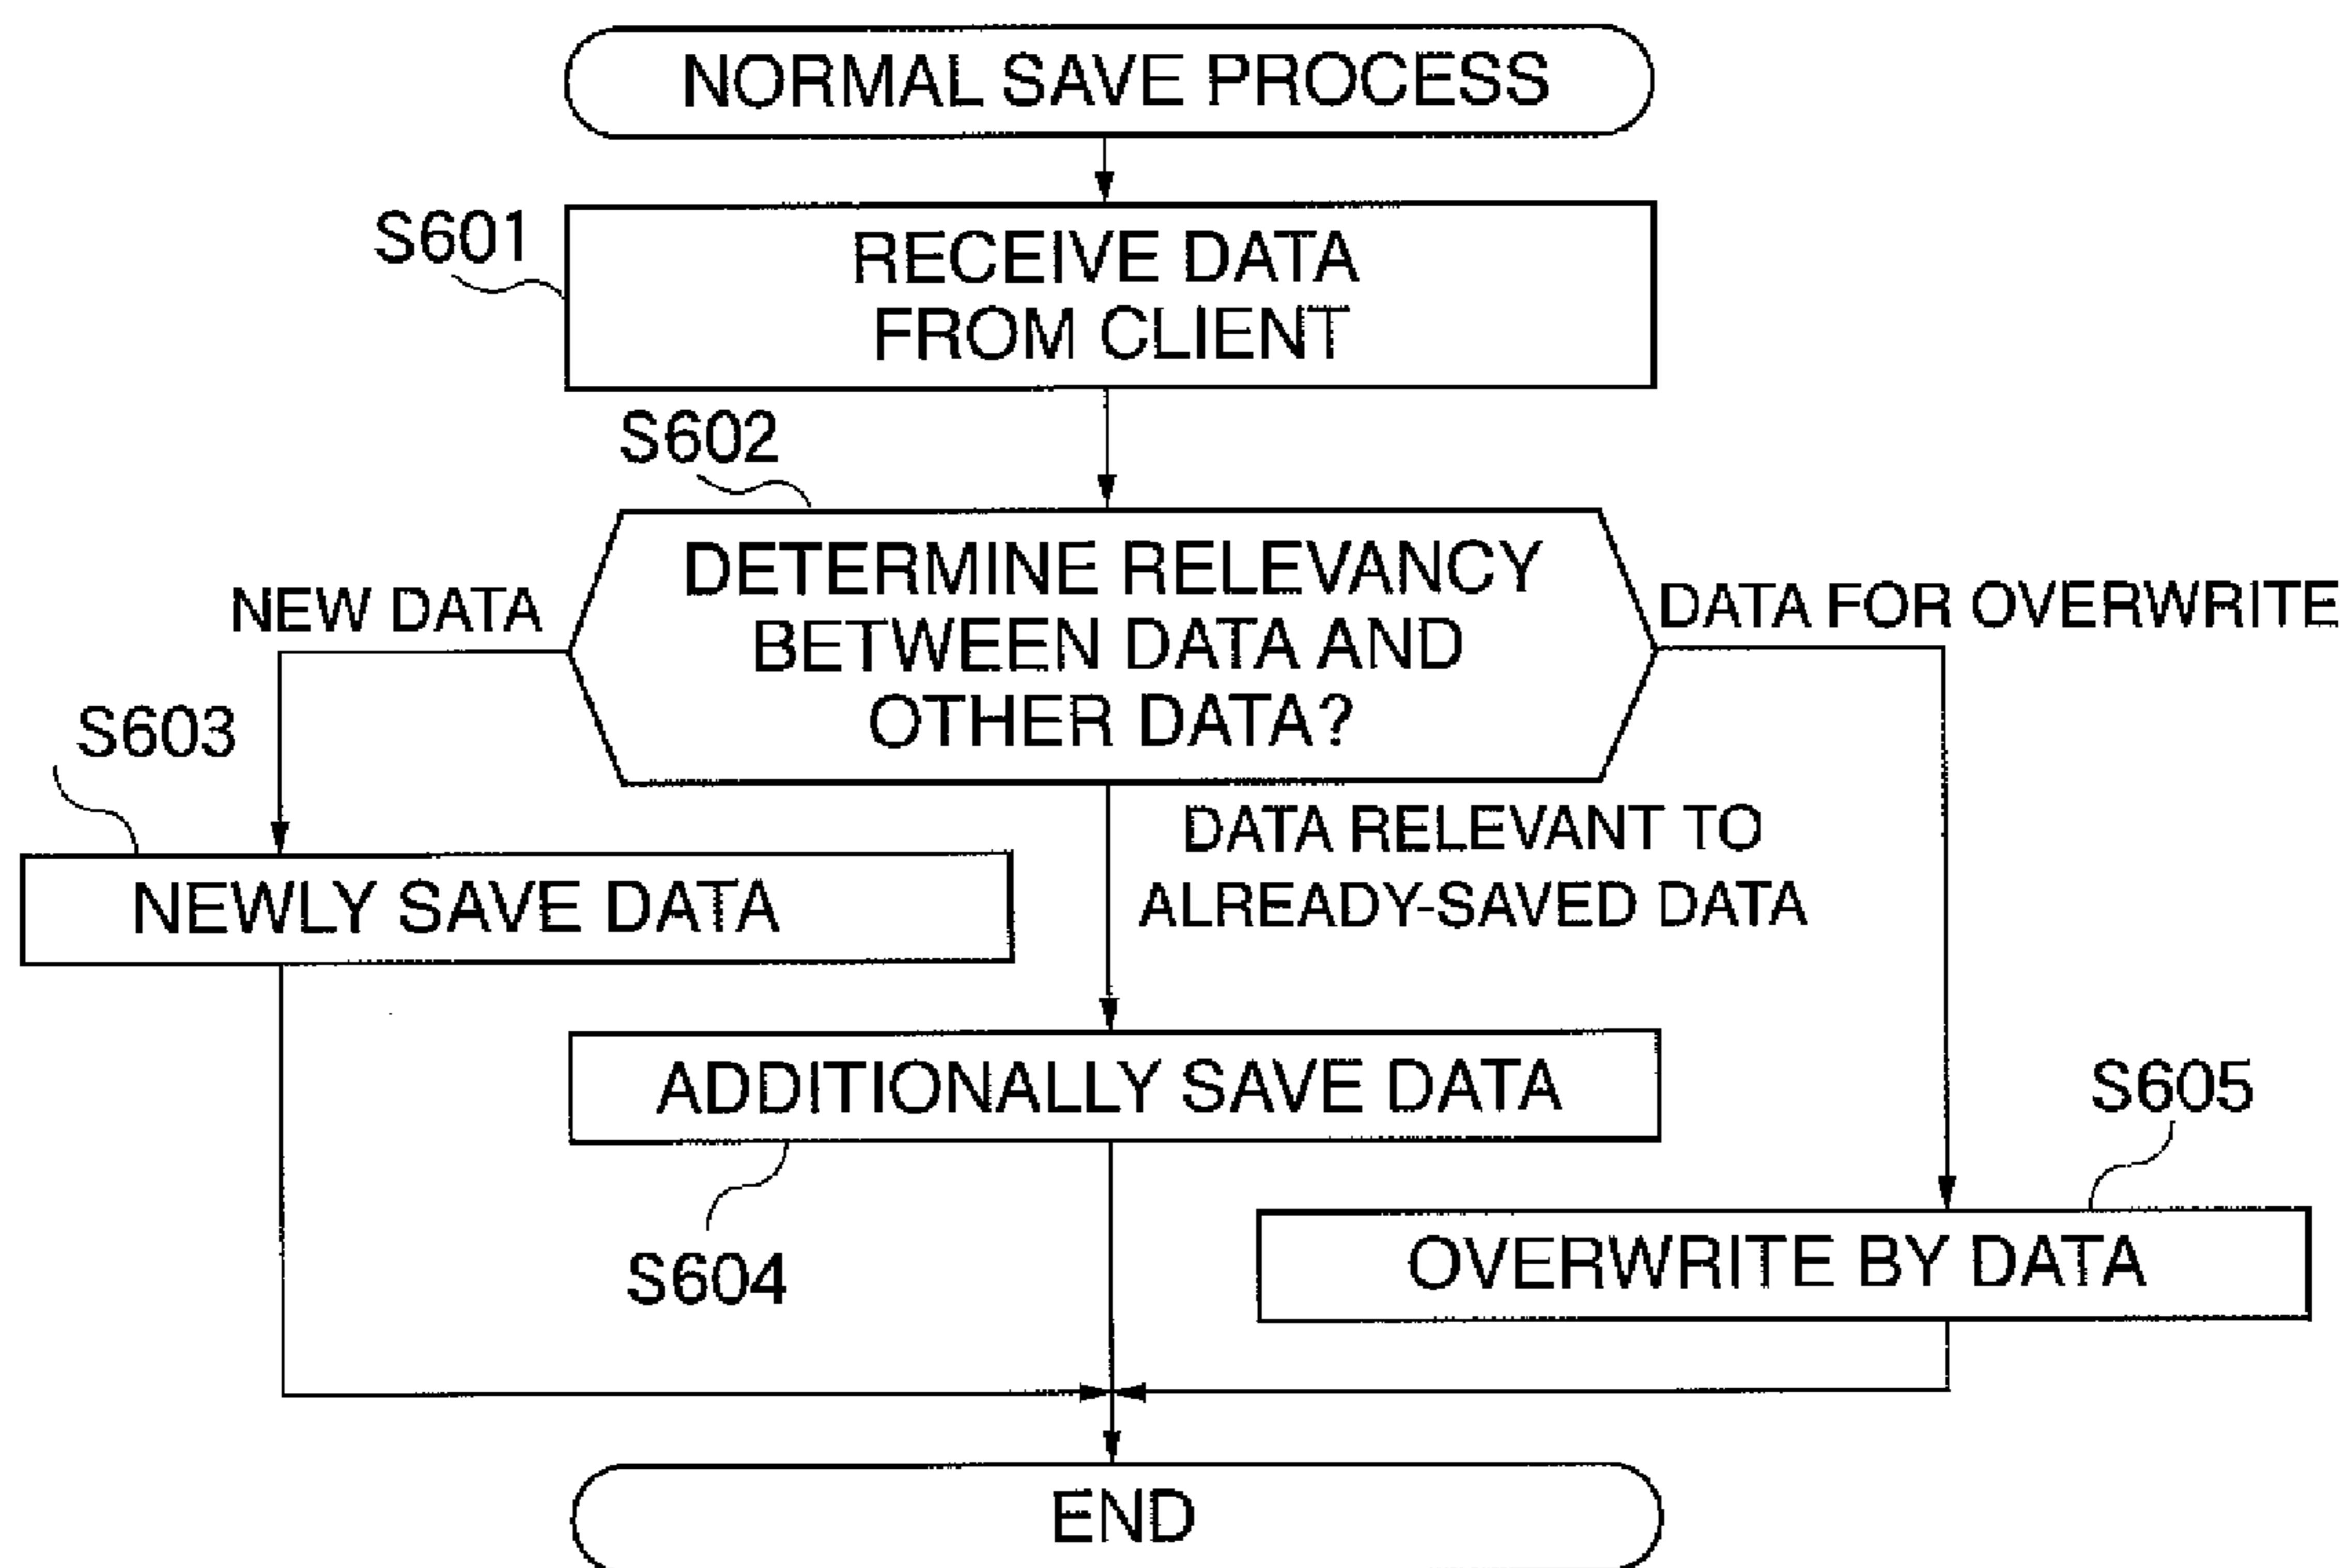 NORMAL SAVE PROCESS
S601
RECEIVE DATA
FROM CLIENT
S602
DETERMINE RELEVANCY
BETWEEN DATA AND
OTHER DATA?
NEW DATA
DATA FOR OVERWRITE
S603
DATA RELEVANT TO
ALREADY-SAVED DATA
NEWLY SAVE DATA
ADDITIONALLY SAVE DATA
S604
S605
OVERWRITE BY DATA
END